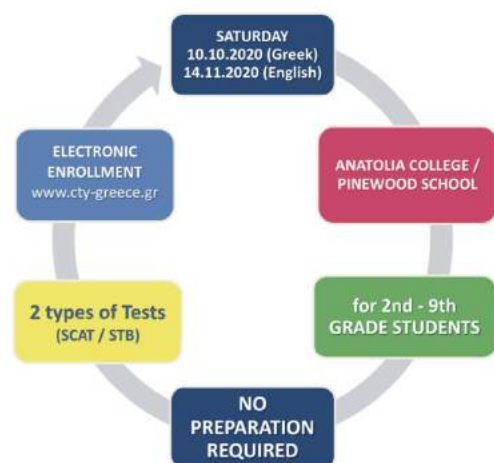 SATURDAY
10.10.2020 (Greek)
14.11.2020 (English)
ANATOLIA COLLEGE /
PINEWOOD SCHOOL
for 2nd - 9th
GRADE STUDENTS
NO
PREPARATION
REQUIRED
2 types of Tests
(SCAT / STB)
ELECTRONIC
ENROLLMENT
www.cty-greece.gr